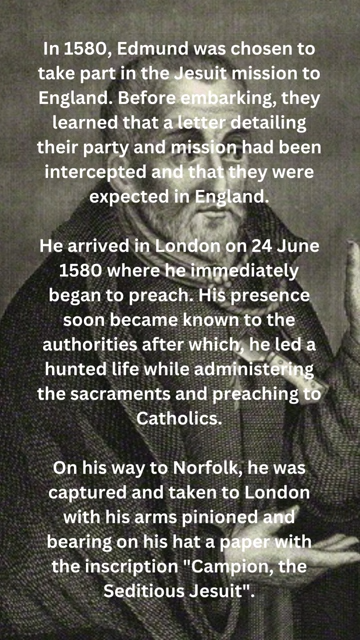 In 1580, Edmund was chosen to
take part in the Jesuit mission to
England. Before embarking, they
learned that a letter detailing
their party and mission had been
intercepted and that they were
expected in England.
He arrived in London on 24 June
1580 where he immediately
began to preach. His presence
soon became known to the
authorities after which, he led a
hunted life while administering
the sacraments and preaching to
Catholics.
On his way to Norfolk, he was
captured and taken to London
with his arms pinioned and
bearing on his hat a paper with
the inscription "Campion, the
Seditious Jesuit".